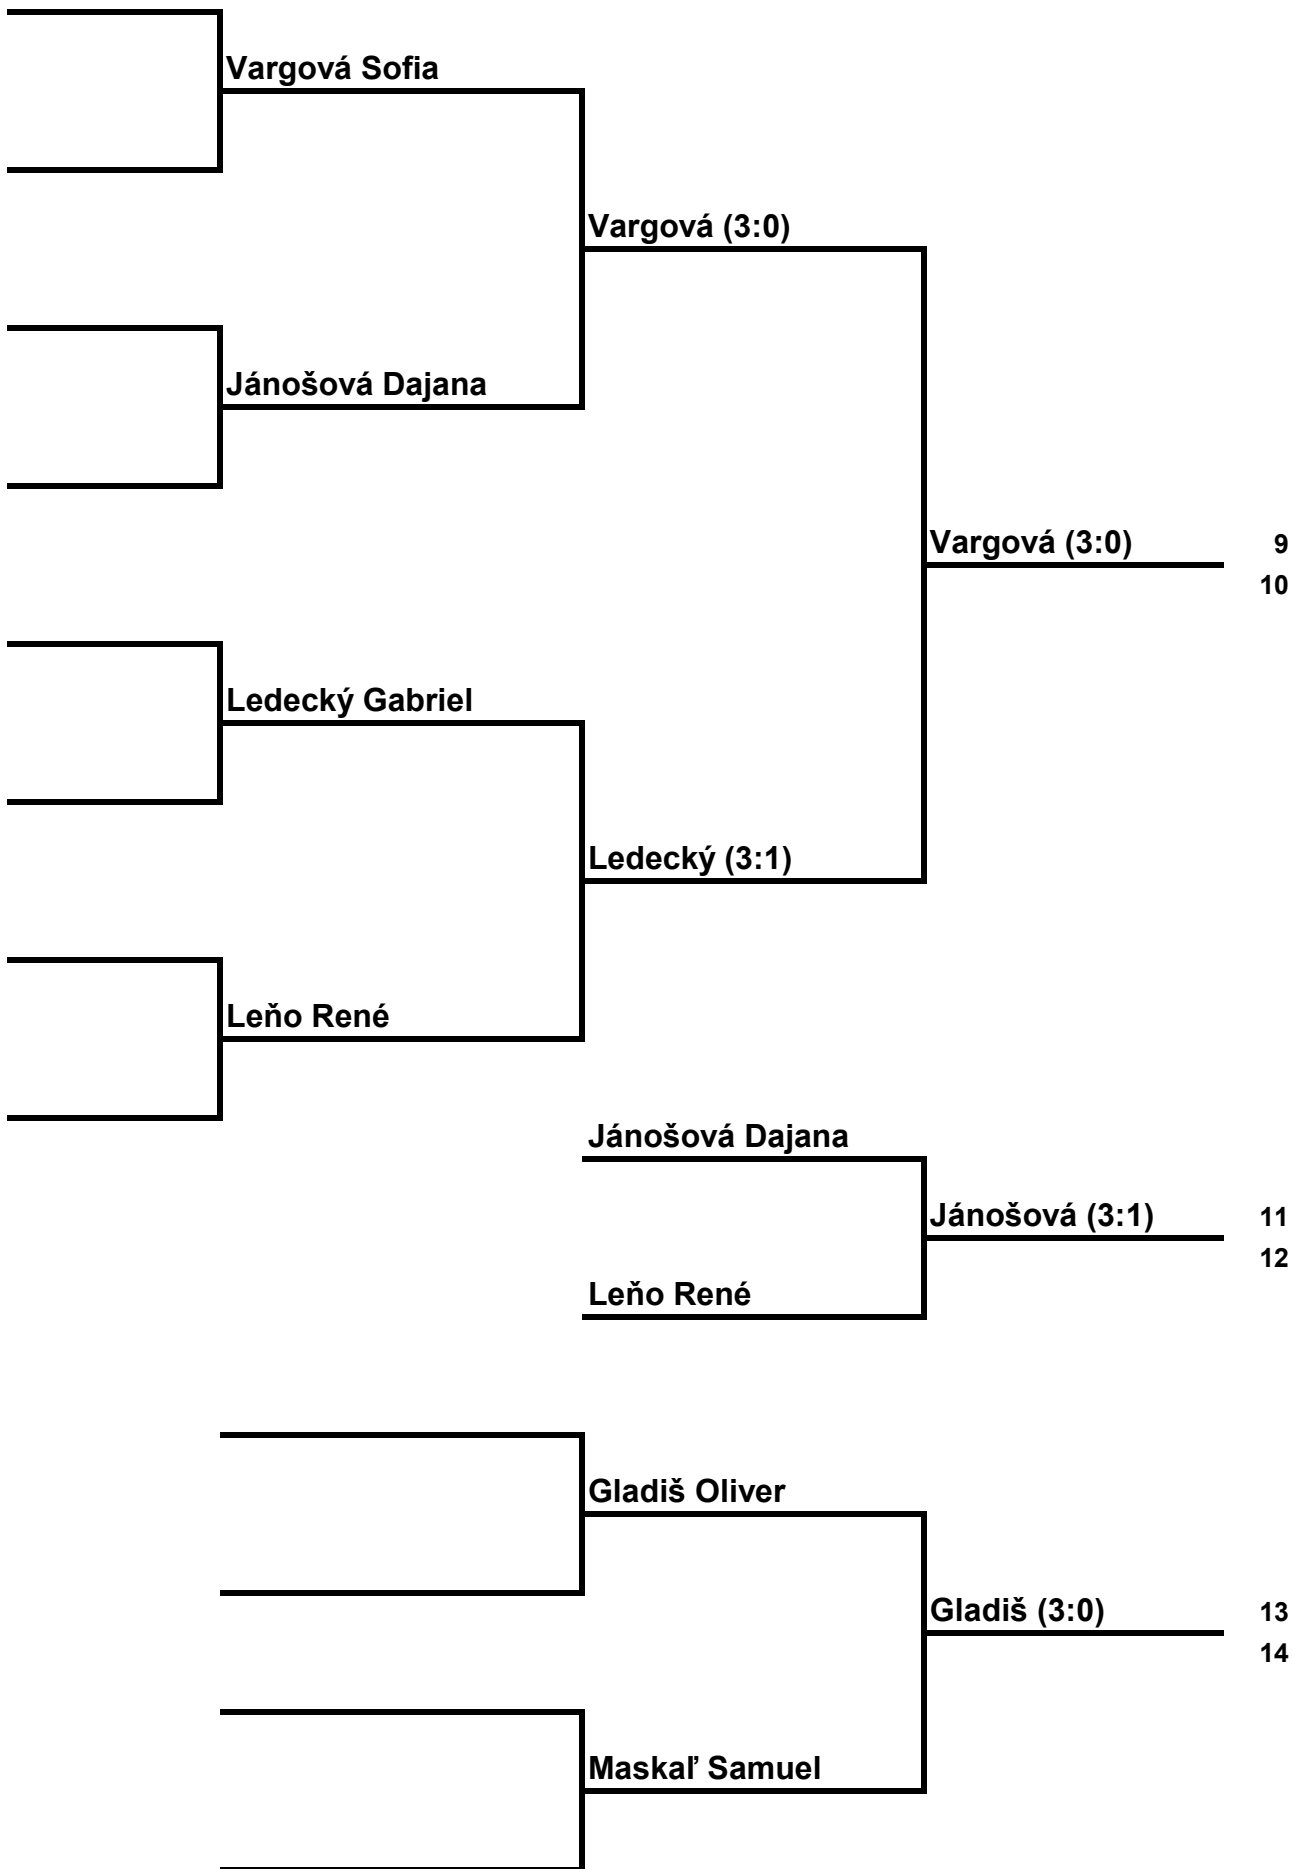 Vargová Sofia
Vargová (3:0)
Jánošová Dajana
Vargová (3:0) 9
10
Ledecký Gabriel
Ledecký (3:1)
Leňo René
Jánošová Dajana
Jánošová (3:1) 11
12
Leňo René
Gladiš Oliver
Gladiš (3:0) 13
14
Maskaľ Samuel